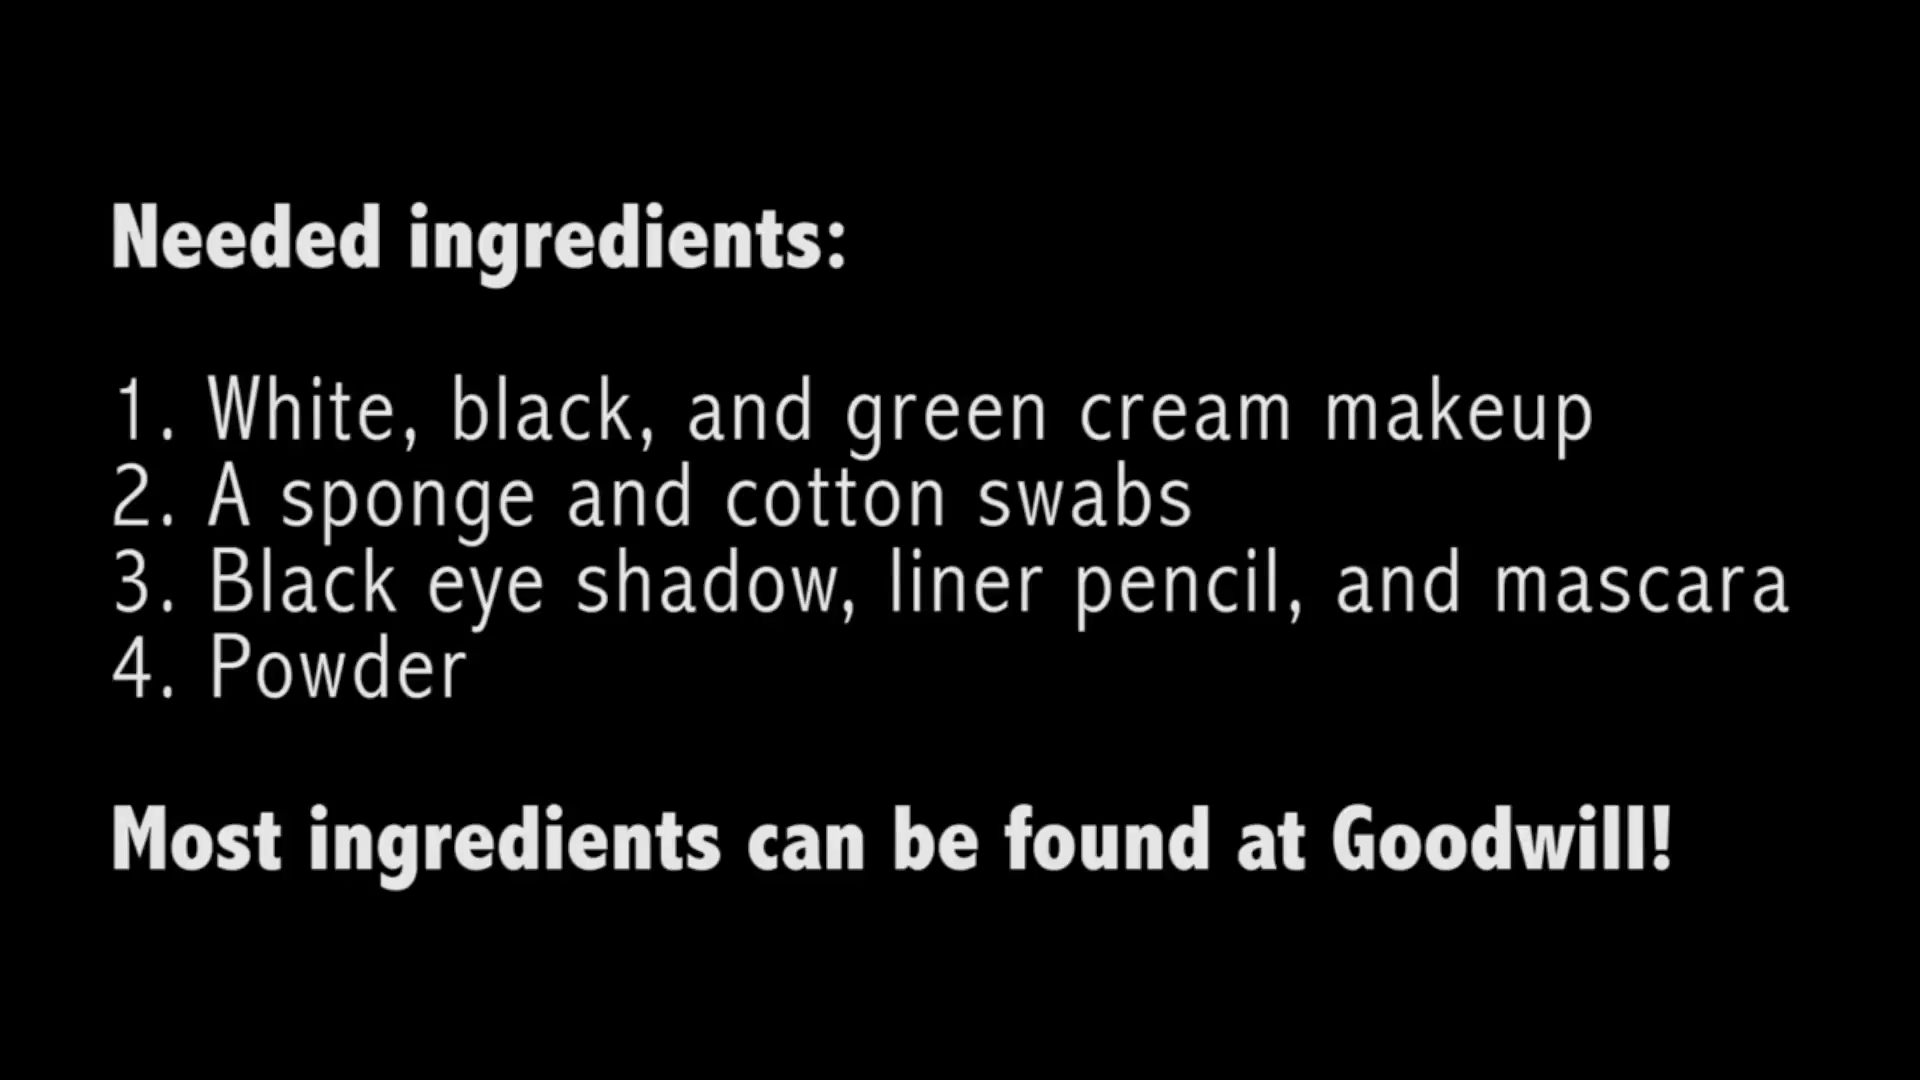 Needed ingredients:
1. White, black, and green cream makeup
2. A sponge and cotton swabs
3. Black eye shadow, liner pencil, and mascara
4. Powder
Most ingredients can be found at Goodwill!